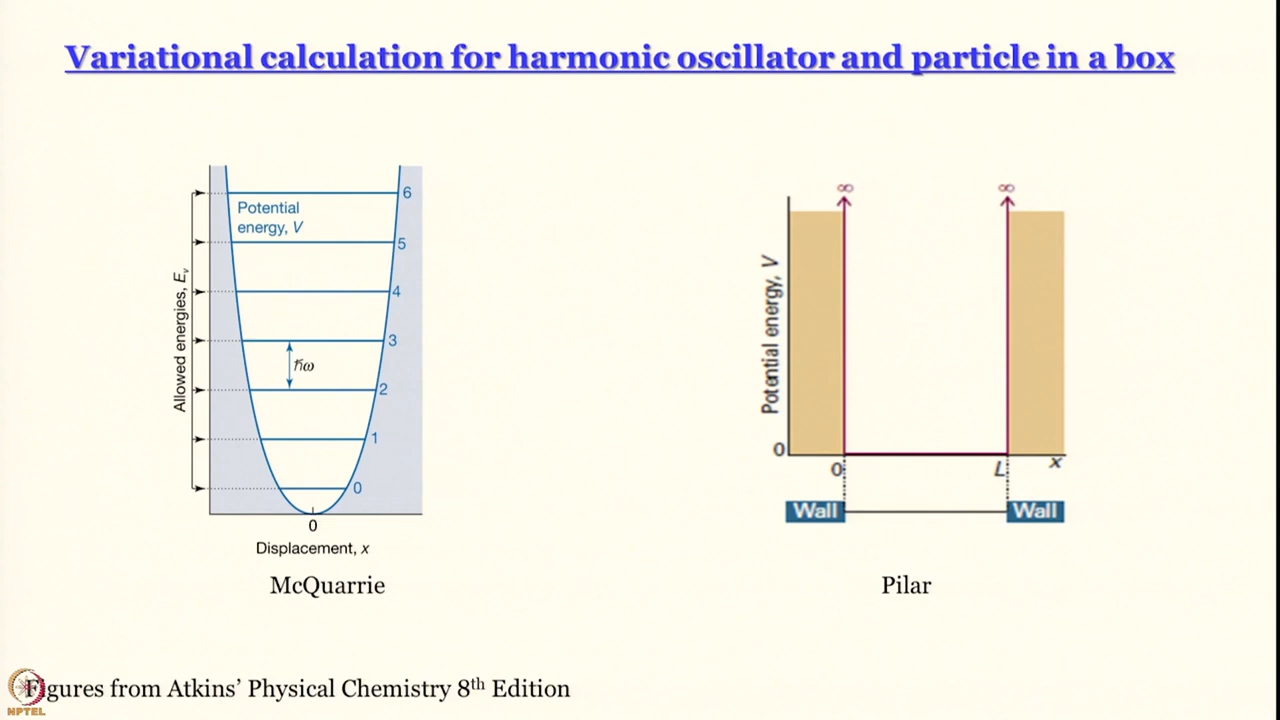 Variational calculation for harmonic oscillator and particle in a box
Allowed energies, Eᵥ
Potential
energy, V
6
5
4
3
ħω
2
1
0
0
Displacement, x
McQuarrie
Potential energy, V
∞
∞
0
0
L
x
Wall
Wall
Pilar
Figures from Atkins’ Physical Chemistry 8th Edition
NPTEL